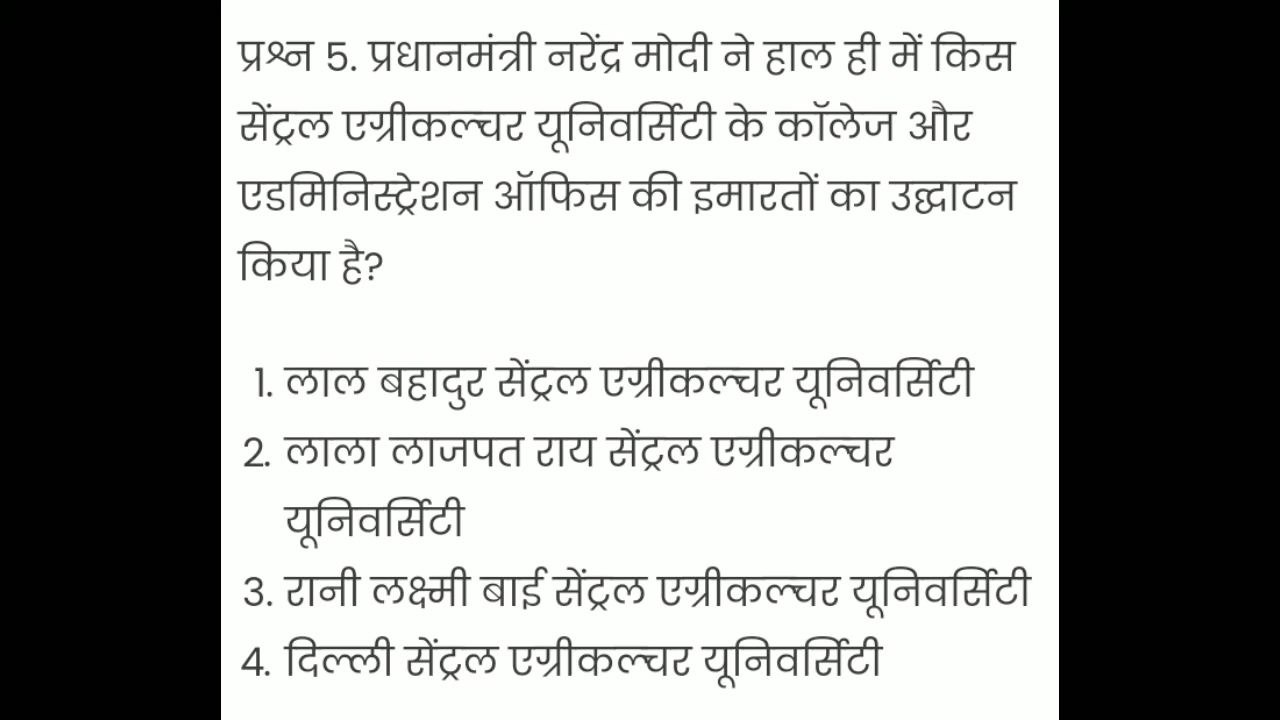 प्रश्न 5. प्रधानमंत्री नरेंद्र मोदी ने हाल ही में किस
सेंट्रल एग्रीकल्चर यूनिवर्सिटी के कॉलेज और
एडमिनिस्ट्रेशन ऑफिस की इमारतों का उद्घाटन
किया है?
1. लाल बहादुर सेंट्रल एग्रीकल्चर यूनिवर्सिटी
2. लाला लाजपत राय सेंट्रल एग्रीकल्चर
यूनिवर्सिटी
3. रानी लक्ष्मी बाई सेंट्रल एग्रीकल्चर यूनिवर्सिटी
4. दिल्ली सेंट्रल एग्रीकल्चर यूनिवर्सिटी